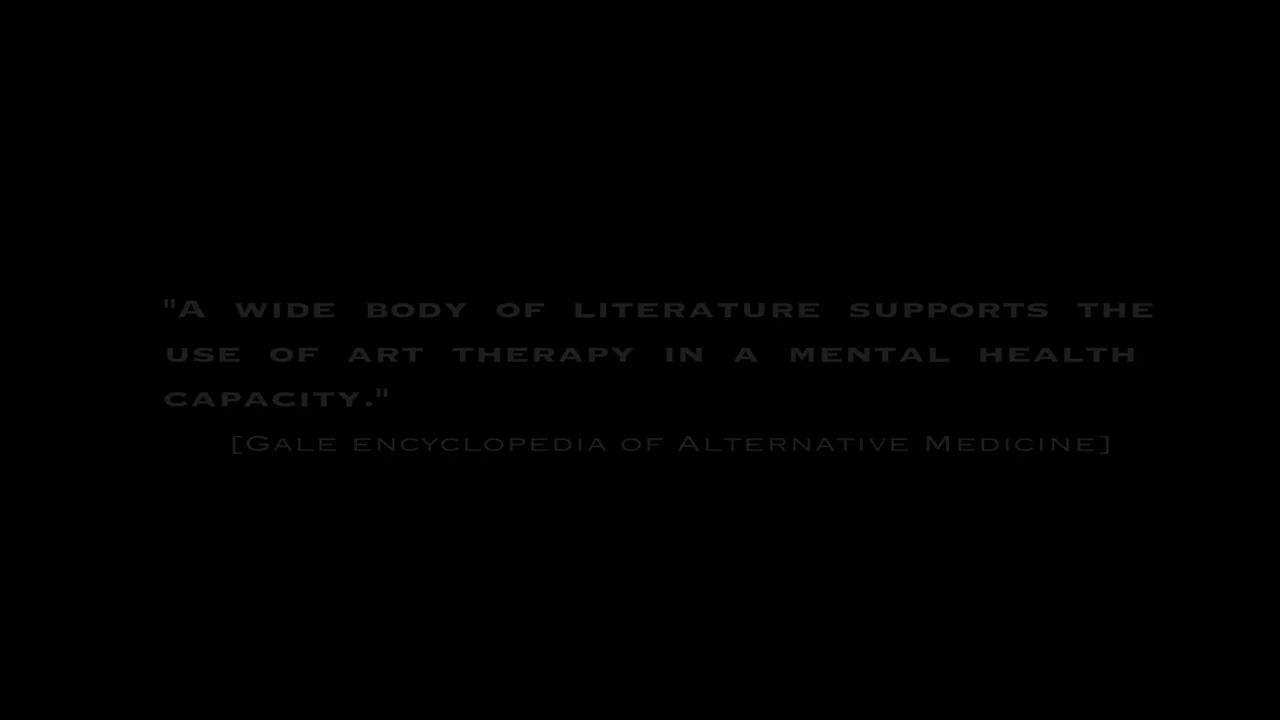 "A WIDE BODY OF LITERATURE SUPPORTS THE
USE OF ART THERAPY IN A MENTAL HEALTH
CAPACITY."
[GALE ENCYCLOPEDIA OF ALTERNATIVE MEDICINE]